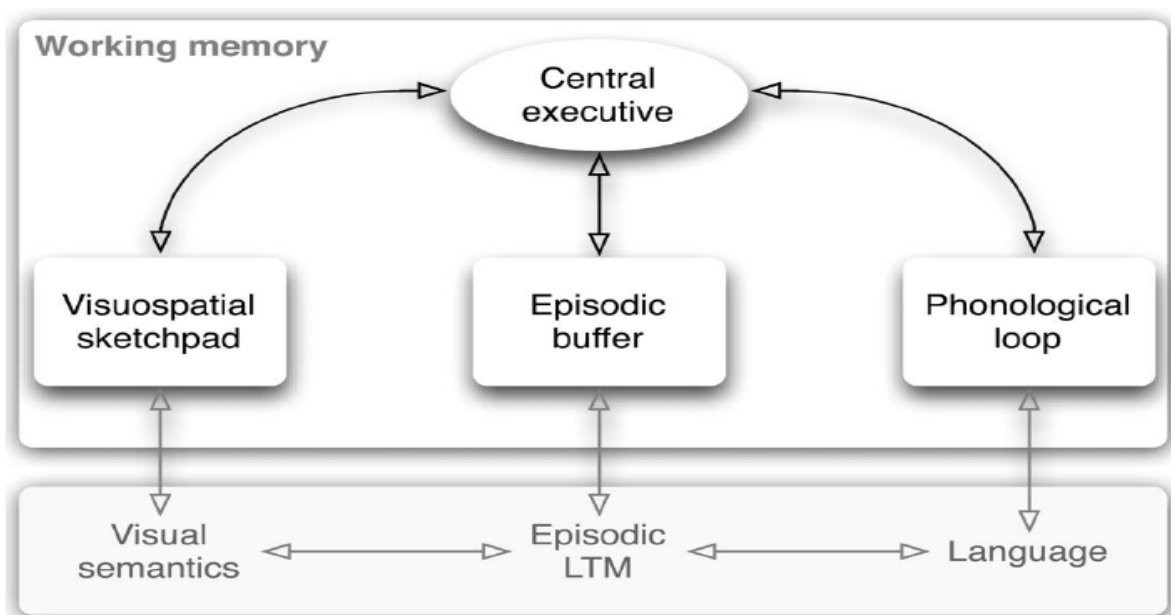 Working memory
Central
executive
Visuospatial
sketchpad
Episodic
buffer
Phonological
loop
Visual
semantics
Episodic
LTM
Language